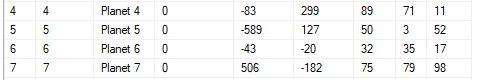 4 4 Planet 4 0 -83 299 89 71 11
5 5 Planet 5 0 -589 127 50 3 52
6 6 Planet 6 0 -43 -20 32 35 17
7 7 Planet 7 0 506 -182 75 79 98